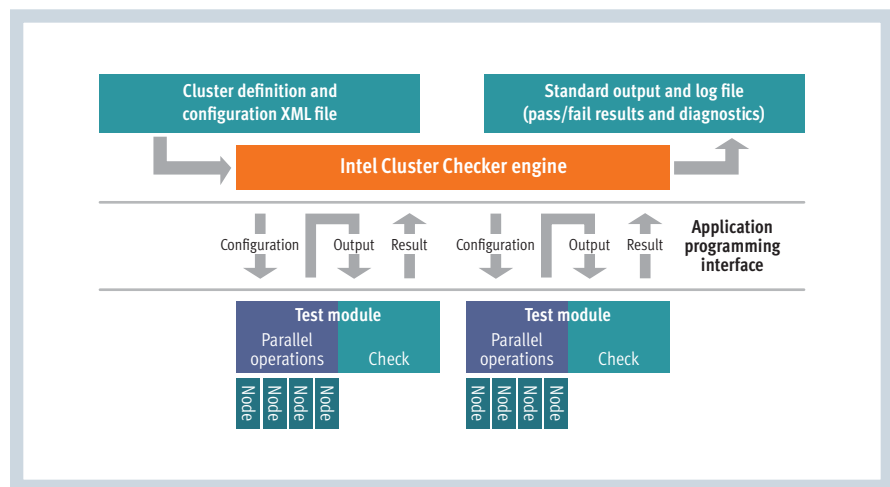 Cluster definition and
configuration XML file
Standard output and log file
(pass/fail results and diagnostics)
Intel Cluster Checker engine
Configuration
Output
Result
Configuration
Output
Result
Application
programming
interface
Test module
Parallel
operations
Check
Node
Node
Node
Node
Test module
Parallel
operations
Check
Node
Node
Node
Node